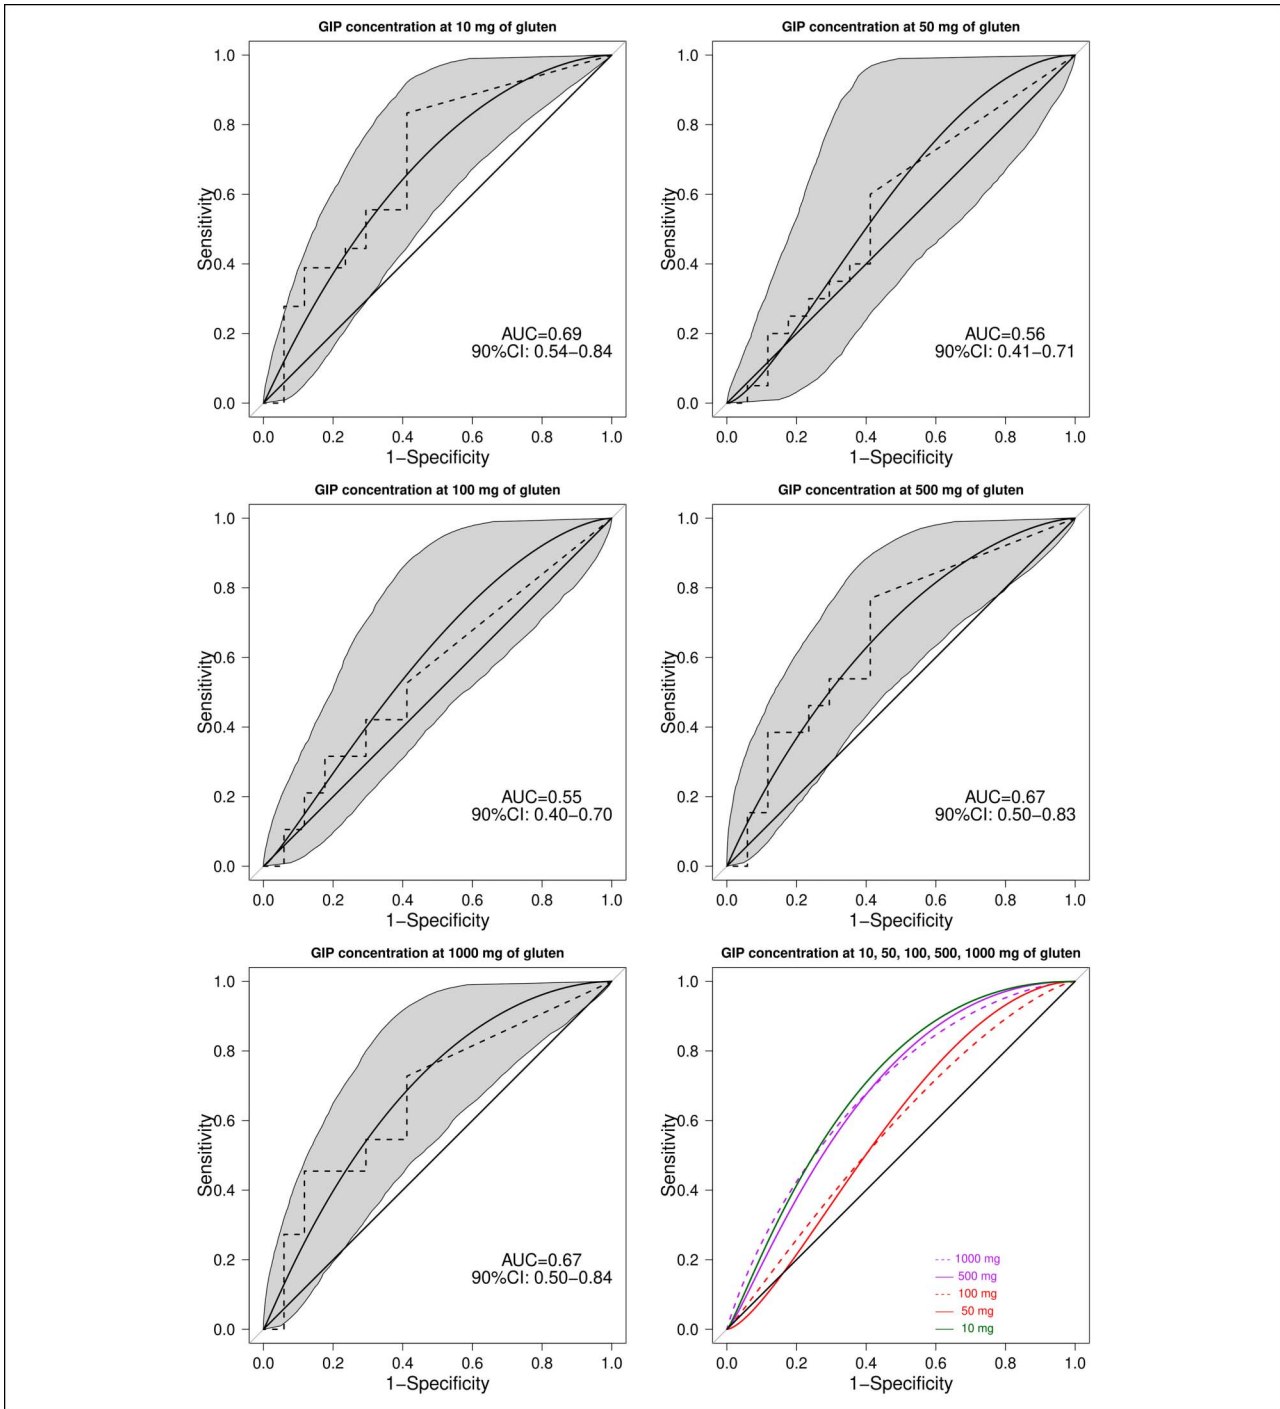 GIP concentration at 10 mg of gluten
1.0
0.8
0.6
0.4
0.2
0.0
Sensitivity
AUC=0.69
90%CI: 0.54–0.84
0.0 0.2 0.4 0.6 0.8 1.0
1–Specificity
GIP concentration at 50 mg of gluten
1.0
0.8
0.6
0.4
0.2
0.0
Sensitivity
AUC=0.56
90%CI: 0.41–0.71
0.0 0.2 0.4 0.6 0.8 1.0
1–Specificity
GIP concentration at 100 mg of gluten
1.0
0.8
0.6
0.4
0.2
0.0
Sensitivity
AUC=0.55
90%CI: 0.40–0.70
0.0 0.2 0.4 0.6 0.8 1.0
1–Specificity
GIP concentration at 500 mg of gluten
1.0
0.8
0.6
0.4
0.2
0.0
Sensitivity
AUC=0.67
90%CI: 0.50–0.83
0.0 0.2 0.4 0.6 0.8 1.0
1–Specificity
GIP concentration at 1000 mg of gluten
1.0
0.8
0.6
0.4
0.2
0.0
Sensitivity
AUC=0.67
90%CI: 0.50–0.84
0.0 0.2 0.4 0.6 0.8 1.0
1–Specificity
GIP concentration at 10, 50, 100, 500, 1000 mg of gluten
1.0
0.8
0.6
0.4
0.2
0.0
Sensitivity
1000 mg
500 mg
100 mg
50 mg
10 mg
0.0 0.2 0.4 0.6 0.8 1.0
1–Specificity